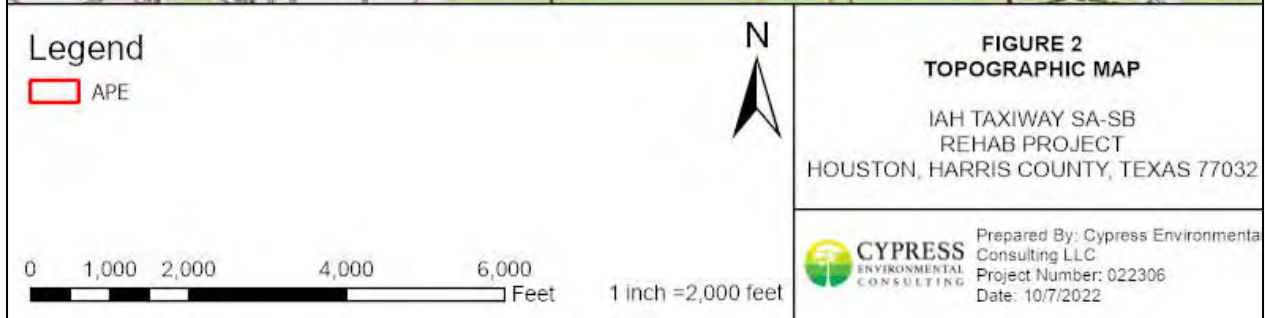 Legend
APE
N
0 1,000 2,000 4,000 6,000
Feet
1 inch =2,000 feet
FIGURE 2
TOPOGRAPHIC MAP
IAH TAXIWAY SA-SB
REHAB PROJECT
HOUSTON, HARRIS COUNTY, TEXAS 77032
CYPRESS
ENVIRONMENTAL
CONSULTING
Prepared By: Cypress Environmenta
Consulting LLC
Project Number: 022306
Date: 10/7/2022